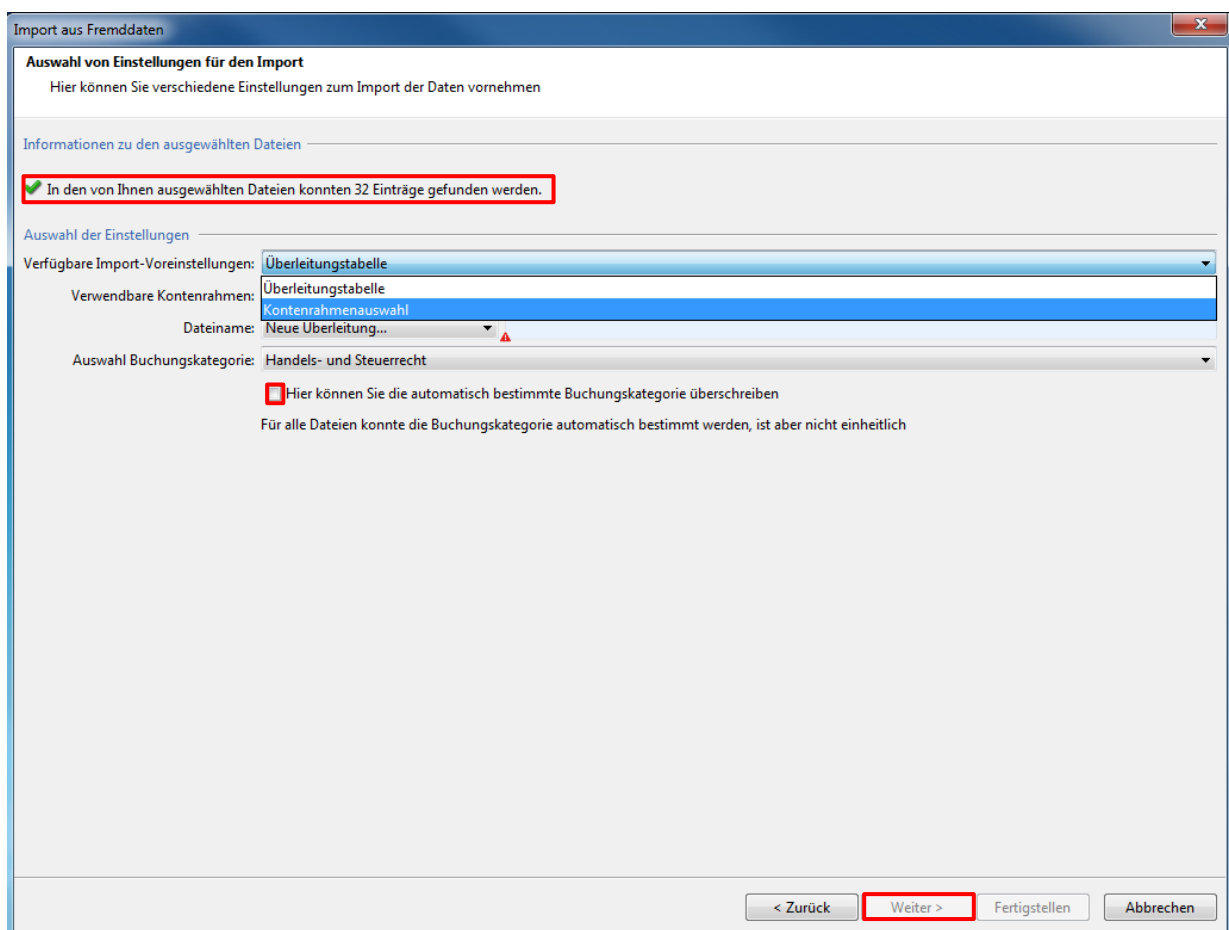 Import aus Fremddaten
Auswahl von Einstellungen für den Import
Hier können Sie verschiedene Einstellungen zum Import der Daten vornehmen
Informationen zu den ausgewählten Dateien
In den von Ihnen ausgewählten Dateien konnten 32 Einträge gefunden werden.
Auswahl der Einstellungen
Verfügbare Import-Voreinstellungen: Überleitungstabelle
Überleitungstabelle
Verwendbare Kontenrahmen:
Kontenrahmenauswahl
Dateiname: Neue Überleitung...
Auswahl Buchungskategorie: Handels- und Steuerrecht
Hier können Sie die automatisch bestimmte Buchungskategorie überschreiben
Für alle Dateien konnte die Buchungskategorie automatisch bestimmt werden, ist aber nicht einheitlich
< Zurück Weiter > Fertigstellen Abbrechen